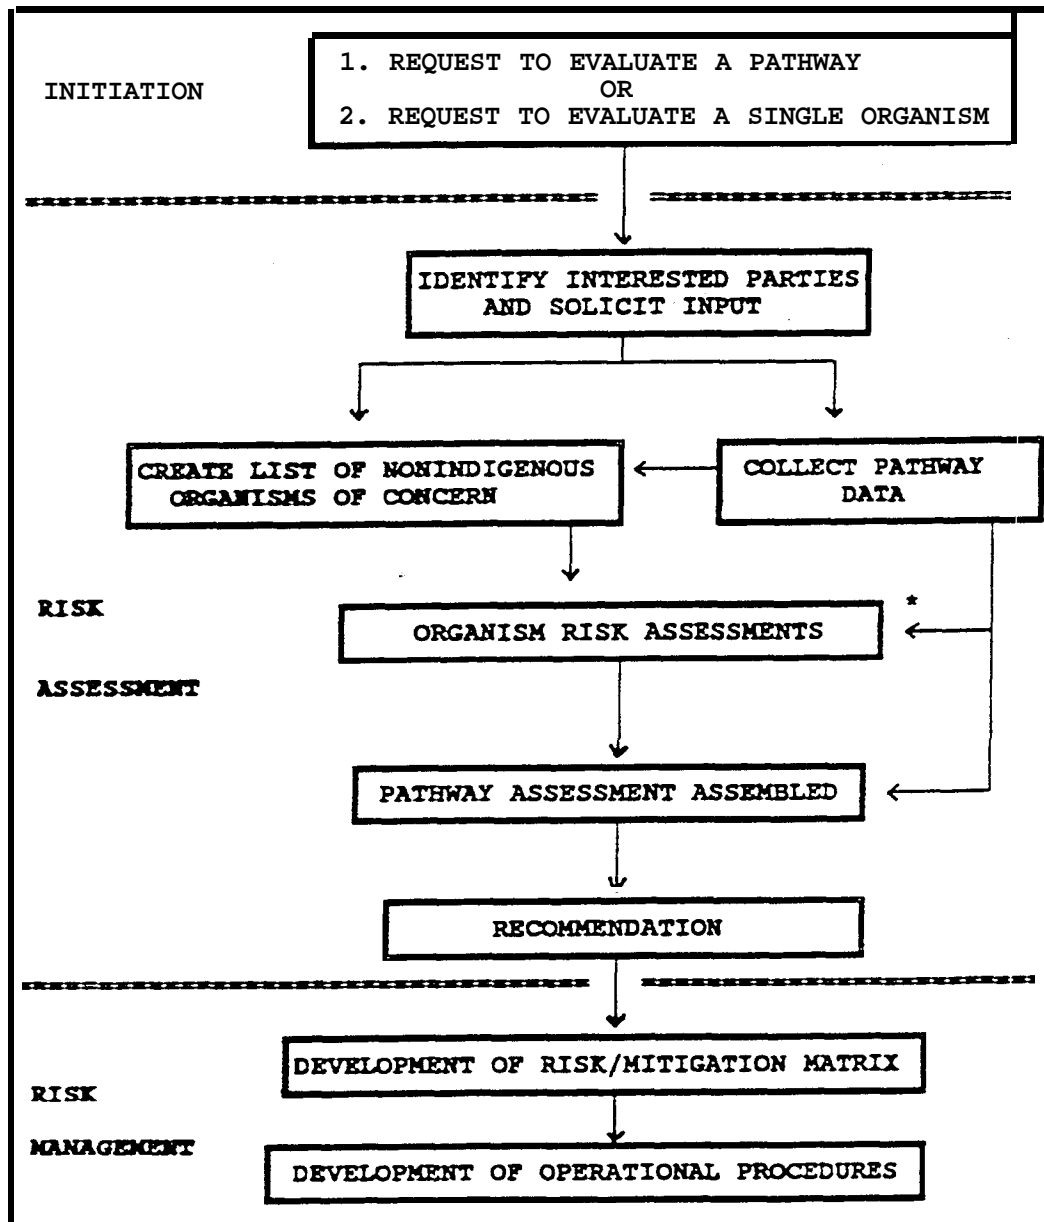 INITIATION
1. REQUEST TO EVALUATE A PATHWAY
OR
2. REQUEST TO EVALUATE A SINGLE ORGANISM
IDENTIFY INTERESTED PARTIES
AND SOLICIT INPUT
CREATE LIST OF NONINDIGENOUS
ORGANISMS OF CONCERN
COLLECT PATHWAY
DATA
RISK
ASSESSMENT
*
ORGANISM RISK ASSESSMENTS
PATHWAY ASSESSMENT ASSEMBLED
RECOMMENDATION
RISK
MANAGEMENT
DEVELOPMENT OF RISK/MITIGATION MATRIX
DEVELOPMENT OF OPERATIONAL PROCEDURES